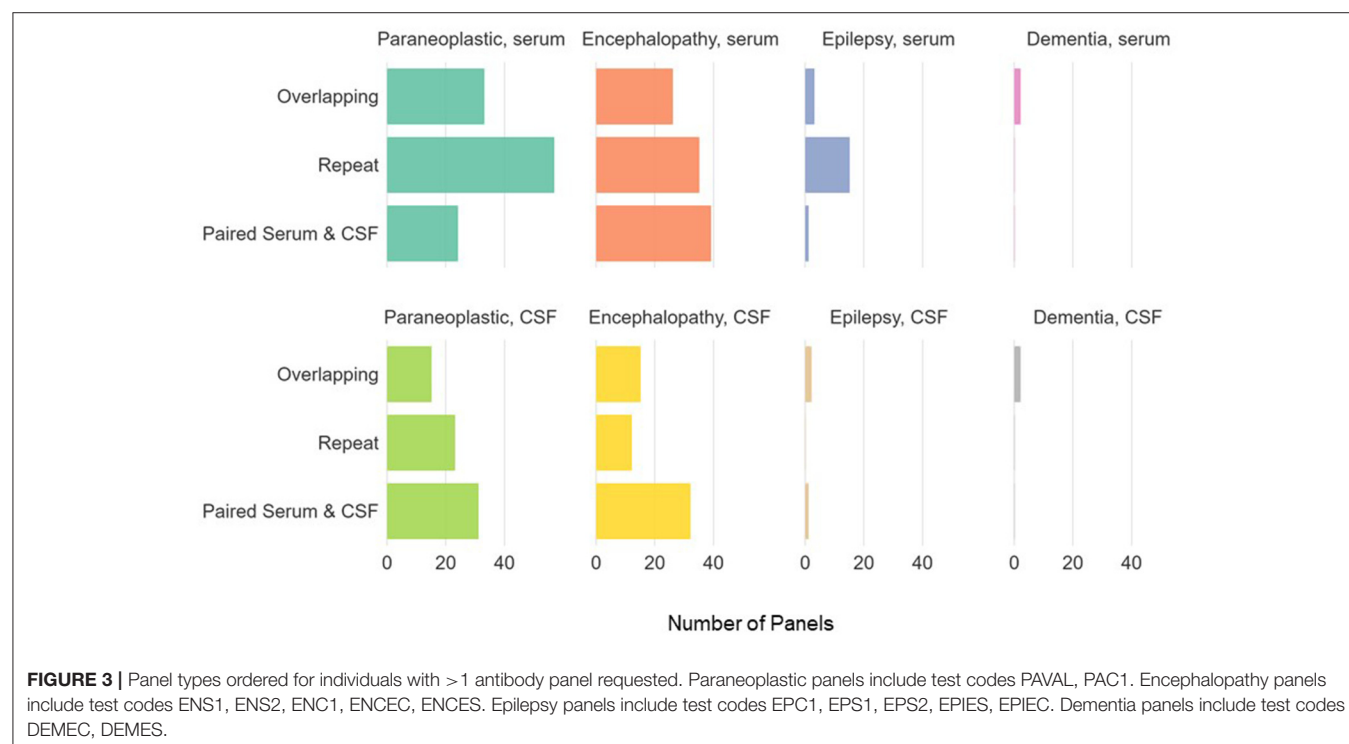 Paraneoplastic, serum Encephalopathy, serum Epilepsy, serum Dementia, serum
Overlapping
Repeat
Paired Serum & CSF
Paraneoplastic, CSF Encephalopathy, CSF Epilepsy, CSF Dementia, CSF
Overlapping
Repeat
Paired Serum & CSF
0 20 40 0 20 40 0 20 40 0 20 40
Number of Panels
FIGURE 3 | Panel types ordered for individuals with >1 antibody panel requested. Paraneoplastic panels include test codes PAVAL, PAC1. Encephalopathy panels
include test codes ENS1, ENS2, ENC1, ENCEC, ENCES. Epilepsy panels include test codes EPC1, EPS1, EPS2, EPIES, EPIEC. Dementia panels include test codes
DEMEC, DEMES.